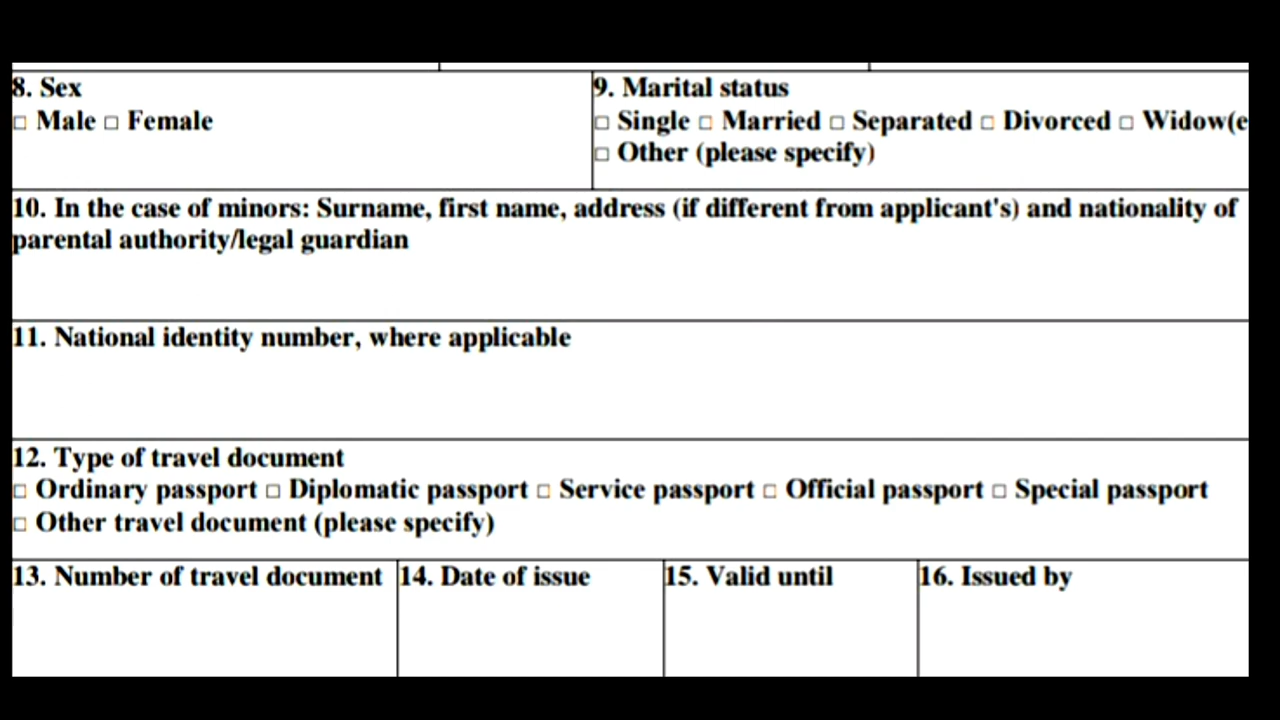 8. Sex
□ Male □ Female
9. Marital status
□ Single □ Married □ Separated □ Divorced □
□ Other (please specify)
10. In the case of minors: Surname, first name, address (if different from applicant's) and nationality of
parental authority/legal guardian
11. National identity number, where applicable
12. Type of travel document
□ Ordinary passport □ Diplomatic passport □ Service passport □ Official passport □ Special passport
□ Other travel document (please specify)
13. Number of travel document
14. Date of issue
15. Valid until
16. Issued by